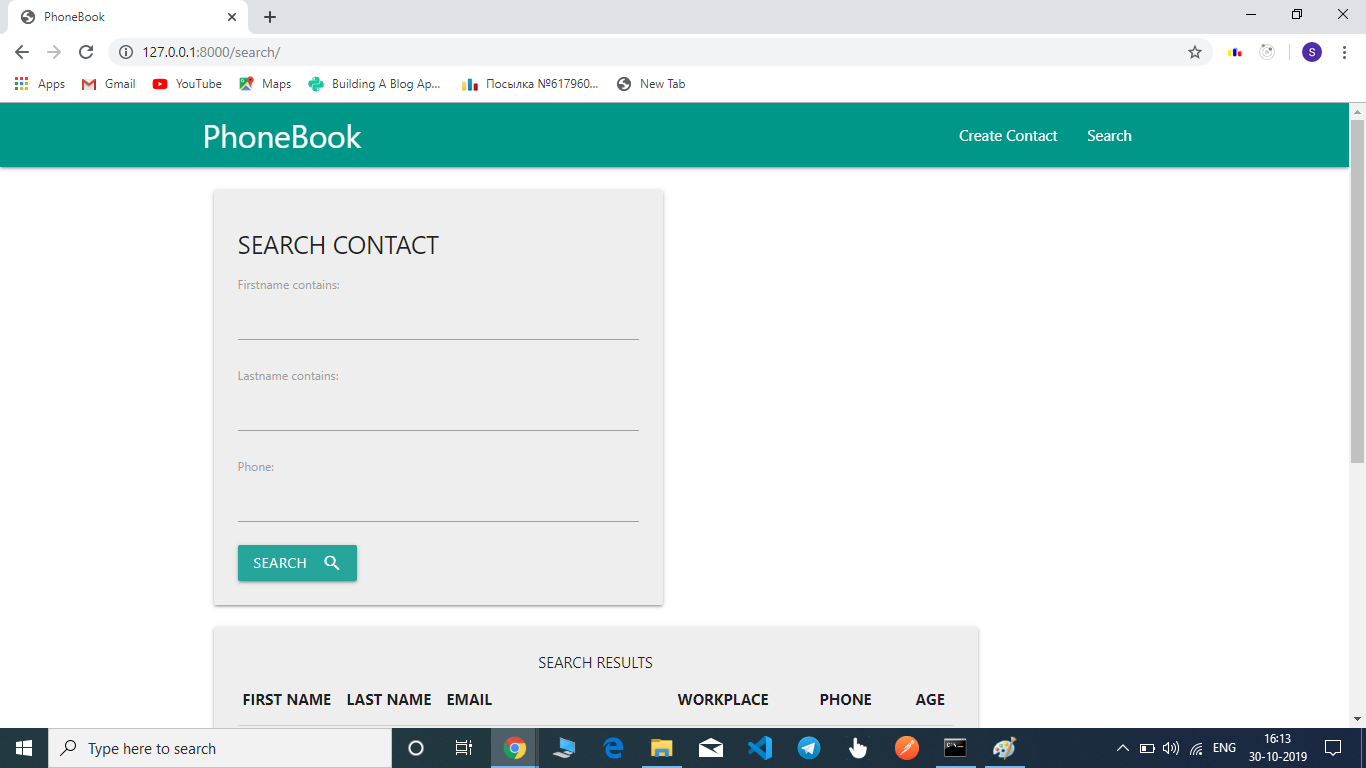 PhoneBook
127.0.0.1:8000/search/
S
Apps Gmail YouTube Maps Building A Blog Ap... Посылка №617960... New Tab
PhoneBook Create Contact Search
SEARCH CONTACT
Firstname contains:
Lastname contains:
Phone:
SEARCH
SEARCH RESULTS
FIRST NAME LAST NAME EMAIL WORKPLACE PHONE AGE
Type here to search
ENG
16:13
30-10-2019